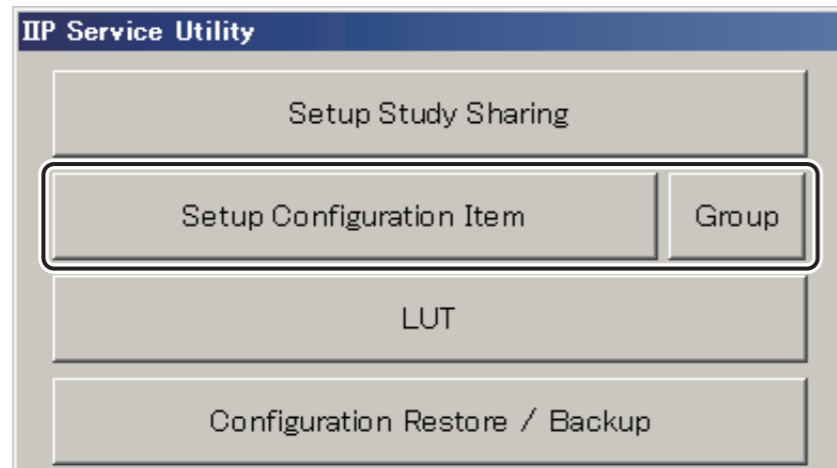 IIP Service Utility
Setup Study Sharing
Setup Configuration Item Group
LUT
Configuration Restore / Backup